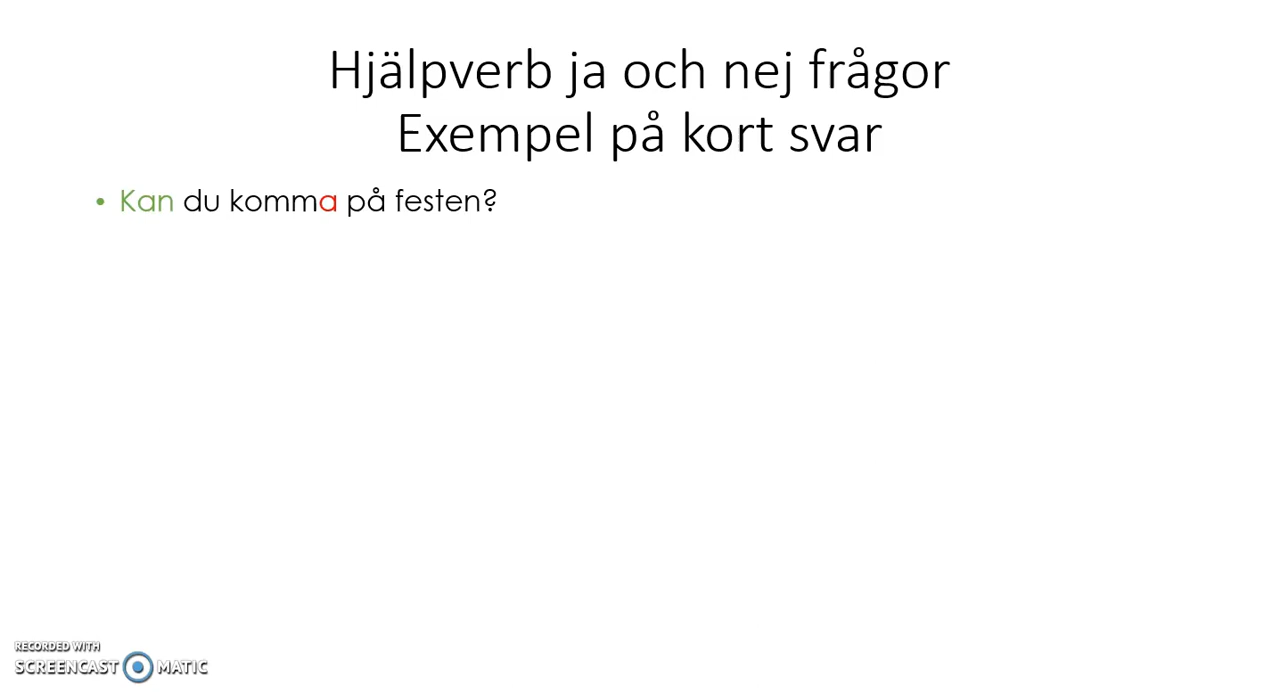 Hjälpverb ja och nej frågor
Exempel på kort svar
• Kan du komma på festen?
RECORDED WITH
SCREENCAST MATIC